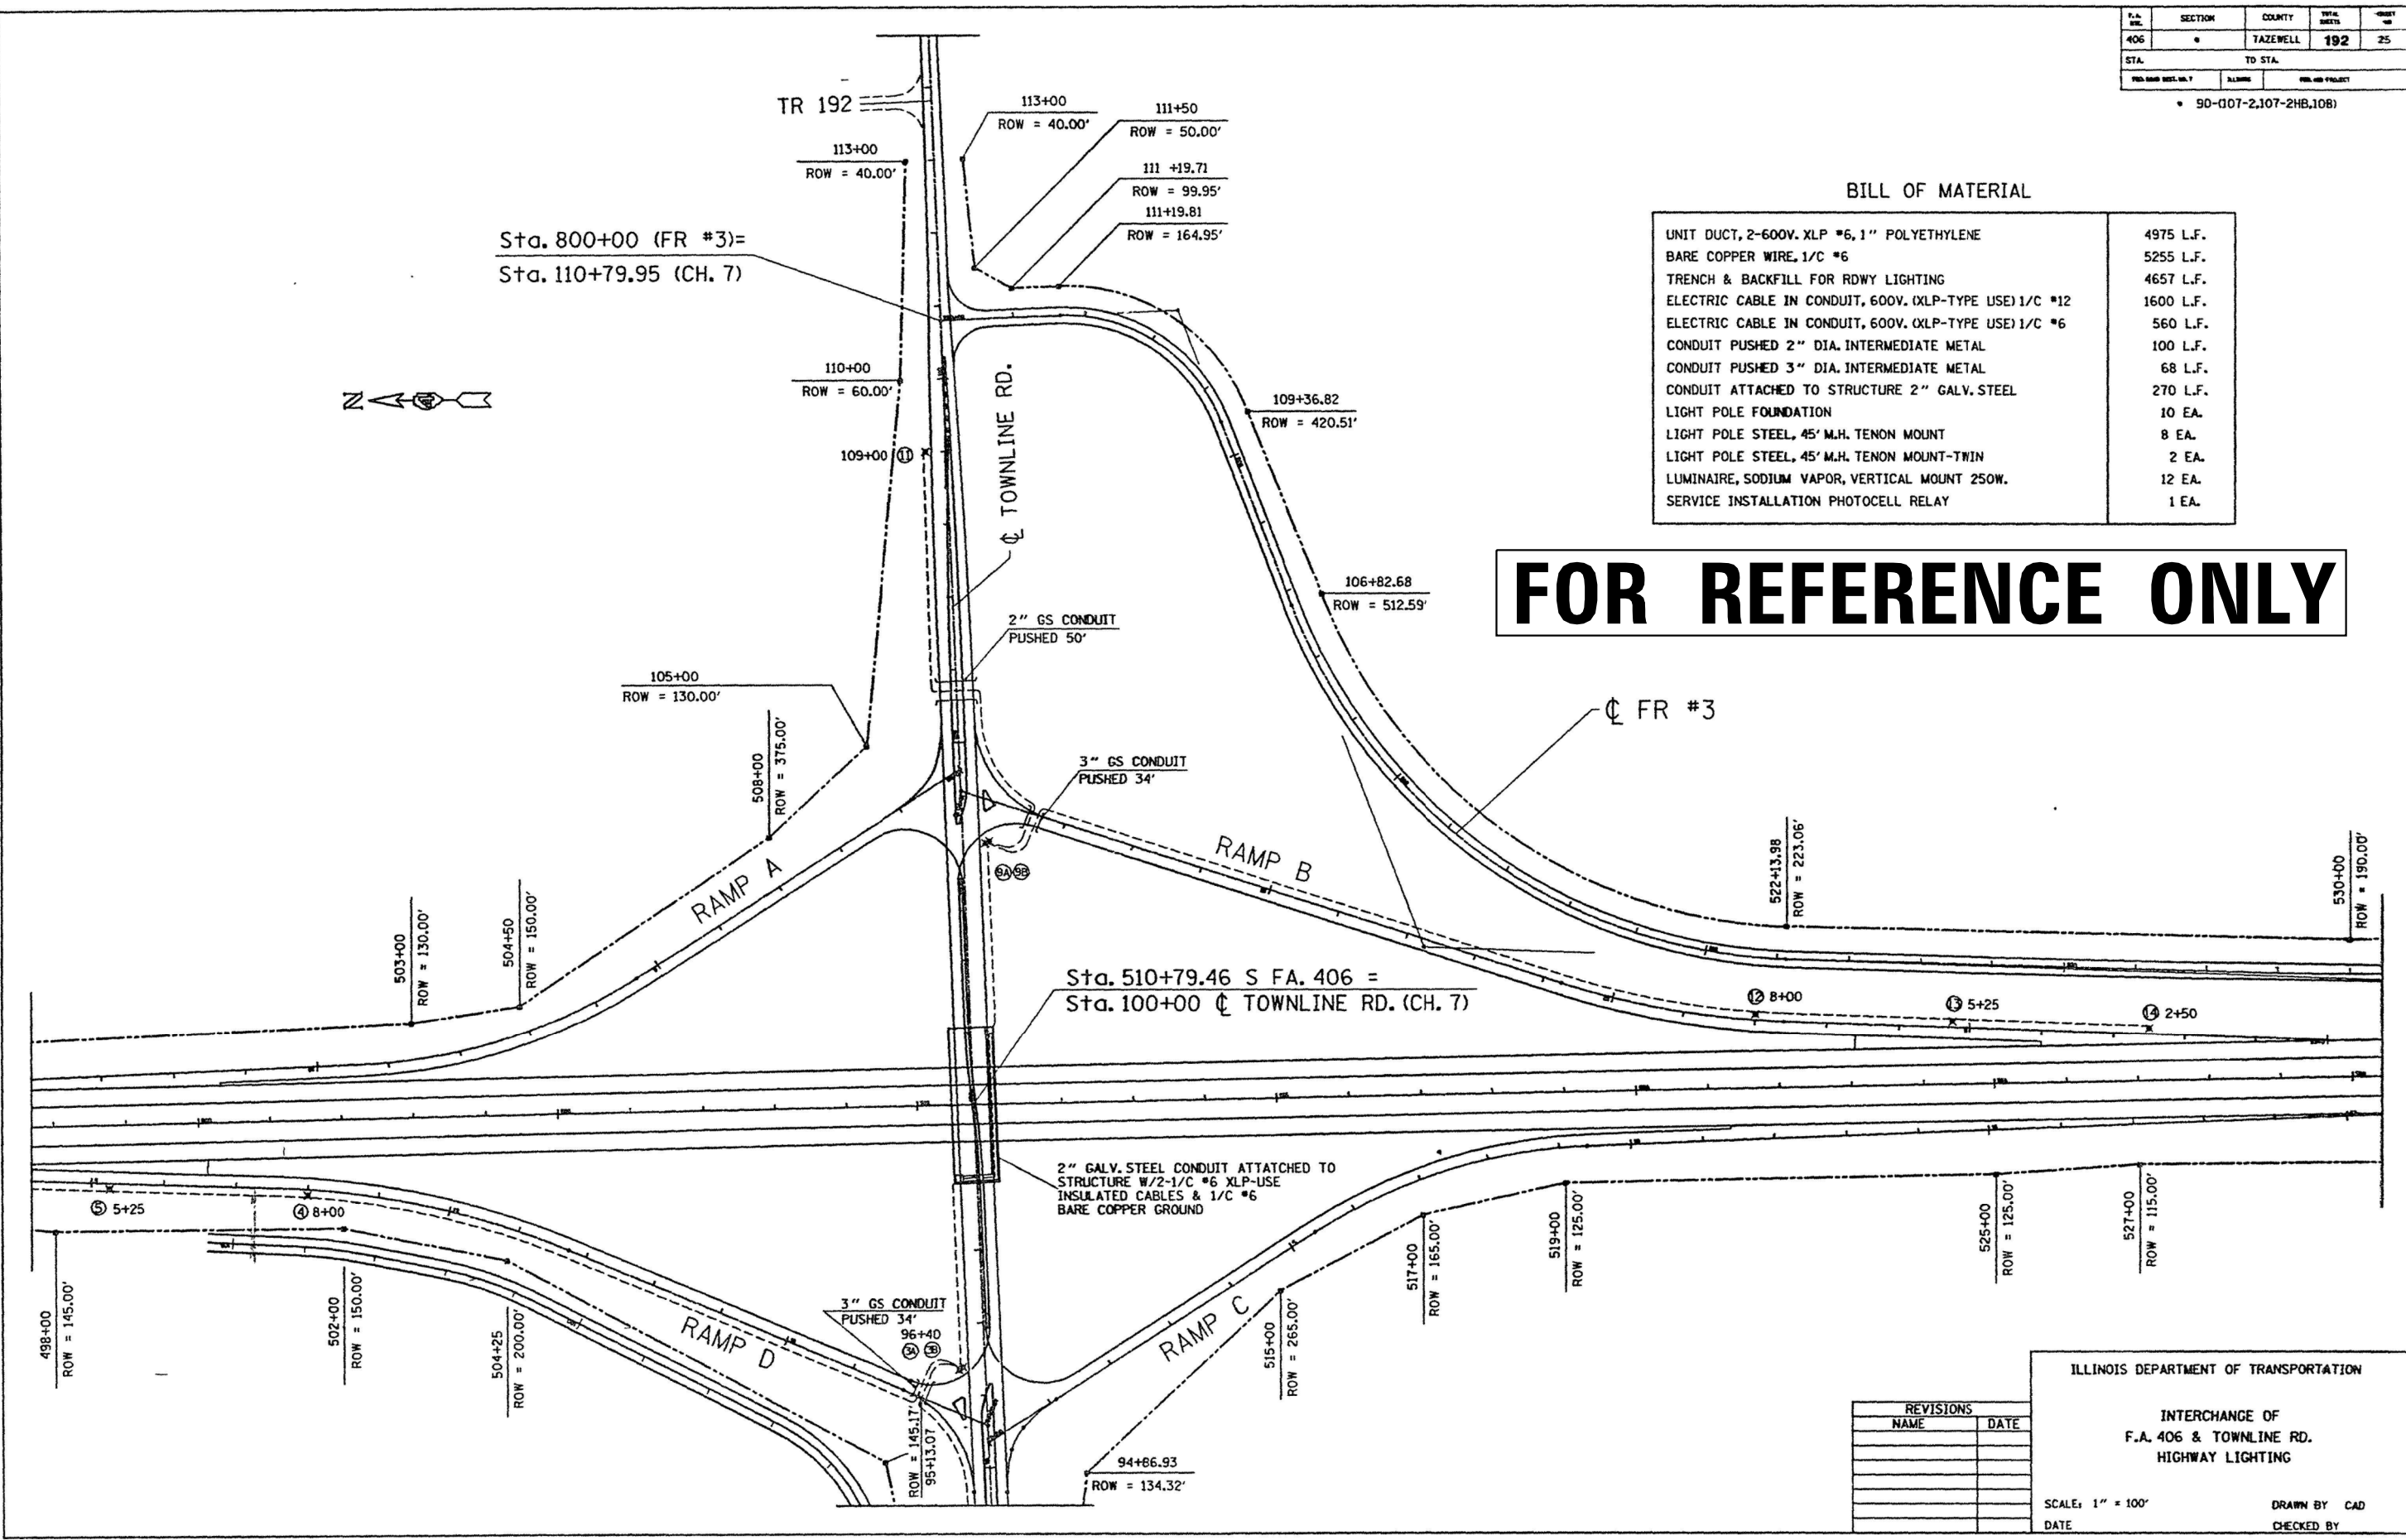 SECTION COUNTY TOTAL SHEETS
406 • TAZEWELL 192 25
STA. TO STA.
• 90-(107-2,107-2HB,108)
TR 192
113+00
ROW = 40.00'
111+50
ROW = 50.00'
113+00
ROW = 40.00'
111 +19.71
ROW = 99.95'
111+19.81
ROW = 164.95'
Sta. 800+00 (FR #3)=
Sta. 110+79.95 (CH. 7)
BILL OF MATERIAL
UNIT DUCT, 2-600V. XLP #6, 1" POLYETHYLENE 4975 L.F.
BARE COPPER WIRE, 1/C #6 5255 L.F.
TRENCH & BACKFILL FOR RDWY LIGHTING 4657 L.F.
ELECTRIC CABLE IN CONDUIT, 600V. (XLP-TYPE USE) 1/C #12 1600 L.F.
ELECTRIC CABLE IN CONDUIT, 600V. (XLP-TYPE USE) 1/C #6 560 L.F.
CONDUIT PUSHED 2" DIA. INTERMEDIATE METAL 100 L.F.
CONDUIT PUSHED 3" DIA. INTERMEDIATE METAL 68 L.F.
CONDUIT ATTACHED TO STRUCTURE 2" GALV. STEEL 270 L.F.
LIGHT POLE FOUNDATION 10 EA.
LIGHT POLE STEEL, 45' M.H. TENON MOUNT 8 EA.
LIGHT POLE STEEL, 45' M.H. TENON MOUNT-TWIN 2 EA.
LUMINAIRE, SODIUM VAPOR, VERTICAL MOUNT 250W. 12 EA.
SERVICE INSTALLATION PHOTOCELL RELAY 1 EA.
FOR REFERENCE ONLY
N
110+00
ROW = 60.00'
109+00 11
℄ TOWNLINE RD.
109+36.82
ROW = 420.51'
106+82.68
ROW = 512.59'
2" GS CONDUIT
PUSHED 50'
105+00
ROW = 130.00'
℄ FR #3
508+00
ROW = 375.00'
3" GS CONDUIT
PUSHED 34'
RAMP A
RAMP B
9A 9B
503+00
ROW = 130.00'
504+50
ROW = 150.00'
522+13.98
ROW = 223.06'
530+00
ROW = 190.00'
Sta. 510+79.46 S FA. 406 =
Sta. 100+00 ℄ TOWNLINE RD. (CH. 7)
12 8+00
13 5+25
14 2+50
2" GALV. STEEL CONDUIT ATTATCHED TO
STRUCTURE W/2-1/C #6 XLP-USE
INSULATED CABLES & 1/C #6
BARE COPPER GROUND
5 5+25
4 8+00
498+00
ROW = 145.00'
502+00
ROW = 150.00'
504+25
ROW = 200.00'
RAMP D
3" GS CONDUIT
PUSHED 34'
96+40
3A 3B
ROW = 145.17'
95+13.07
RAMP C
94+86.93
ROW = 134.32'
515+00
ROW = 265.00'
517+00
ROW = 165.00'
519+00
ROW = 125.00'
525+00
ROW = 125.00'
527+00
ROW = 115.00'
REVISIONS
NAME DATE
ILLINOIS DEPARTMENT OF TRANSPORTATION
INTERCHANGE OF
F.A. 406 & TOWNLINE RD.
HIGHWAY LIGHTING
SCALE: 1" = 100'
DRAWN BY CAD
DATE
CHECKED BY